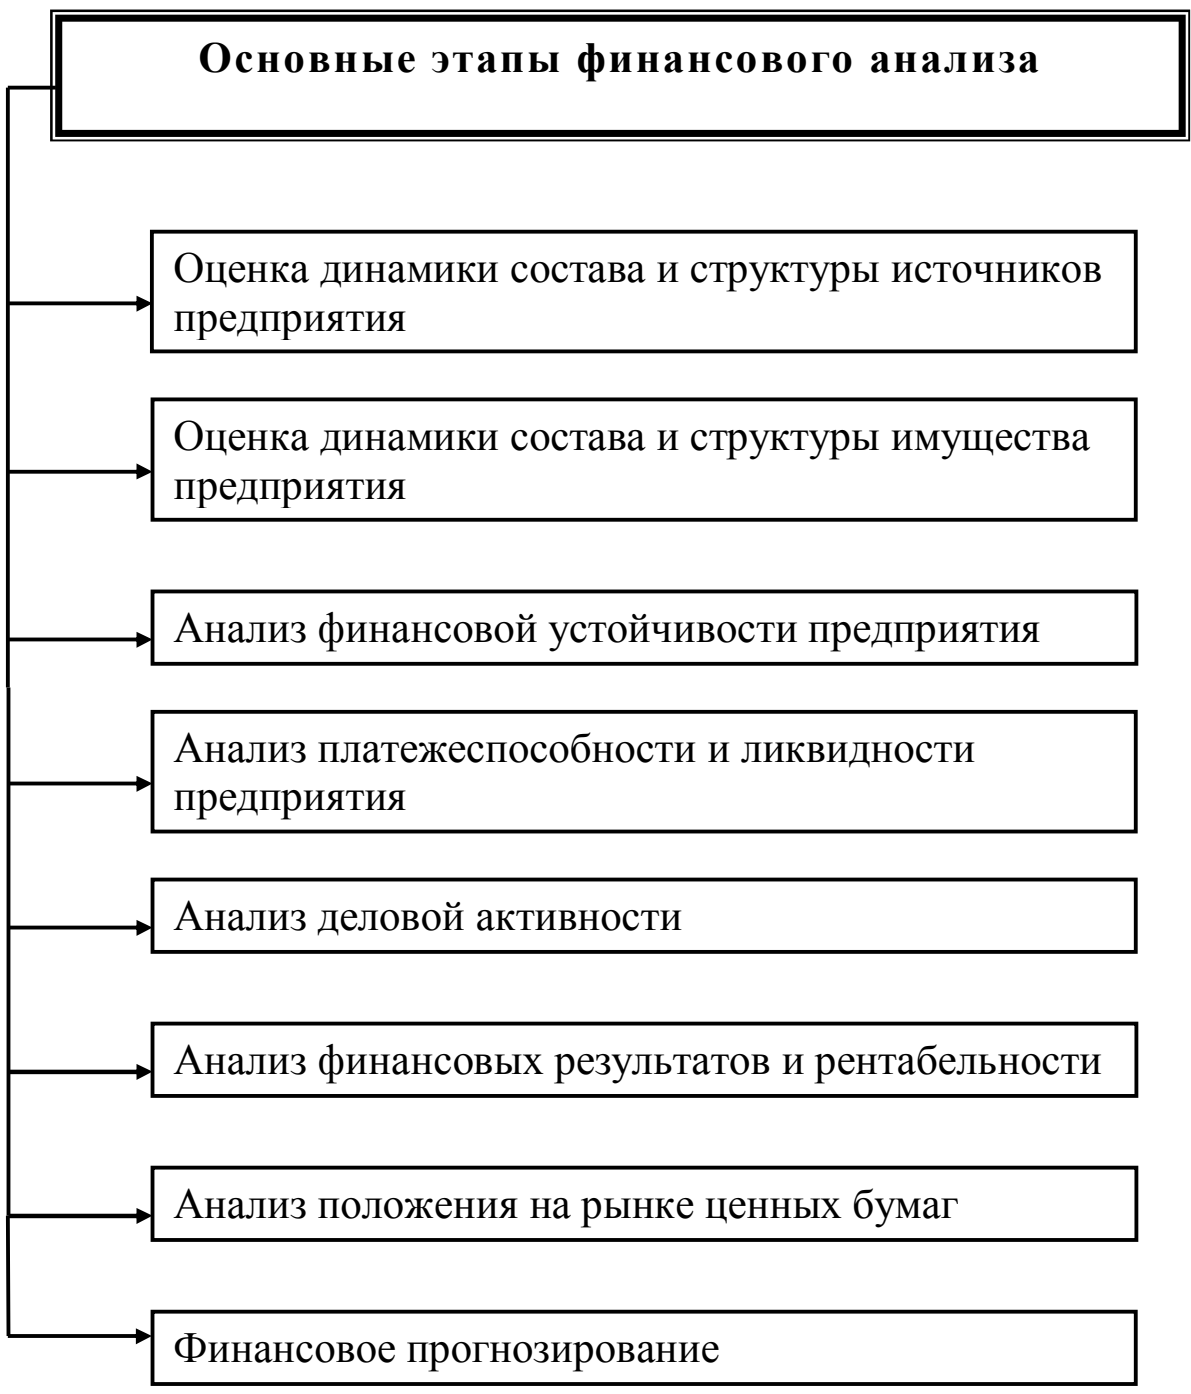 Основные этапы финансового анализа
Оценка динамики состава и структуры источников
предприятия
Оценка динамики состава и структуры имущества
предприятия
Анализ финансовой устойчивости предприятия
Анализ платежеспособности и ликвидности
предприятия
Анализ деловой активности
Анализ финансовых результатов и рентабельности
Анализ положения на рынке ценных бумаг
Финансовое прогнозирование